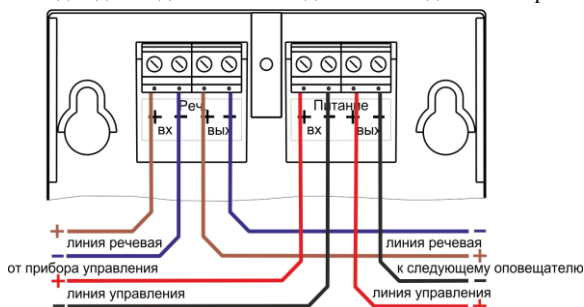 Речь Питание
+ - + - + - + -
вх вых вх вых
+ -
линия речевая линия речевая
- +
от прибора управления к следующему оповещателю
+ -
линия управления линия управления
- +